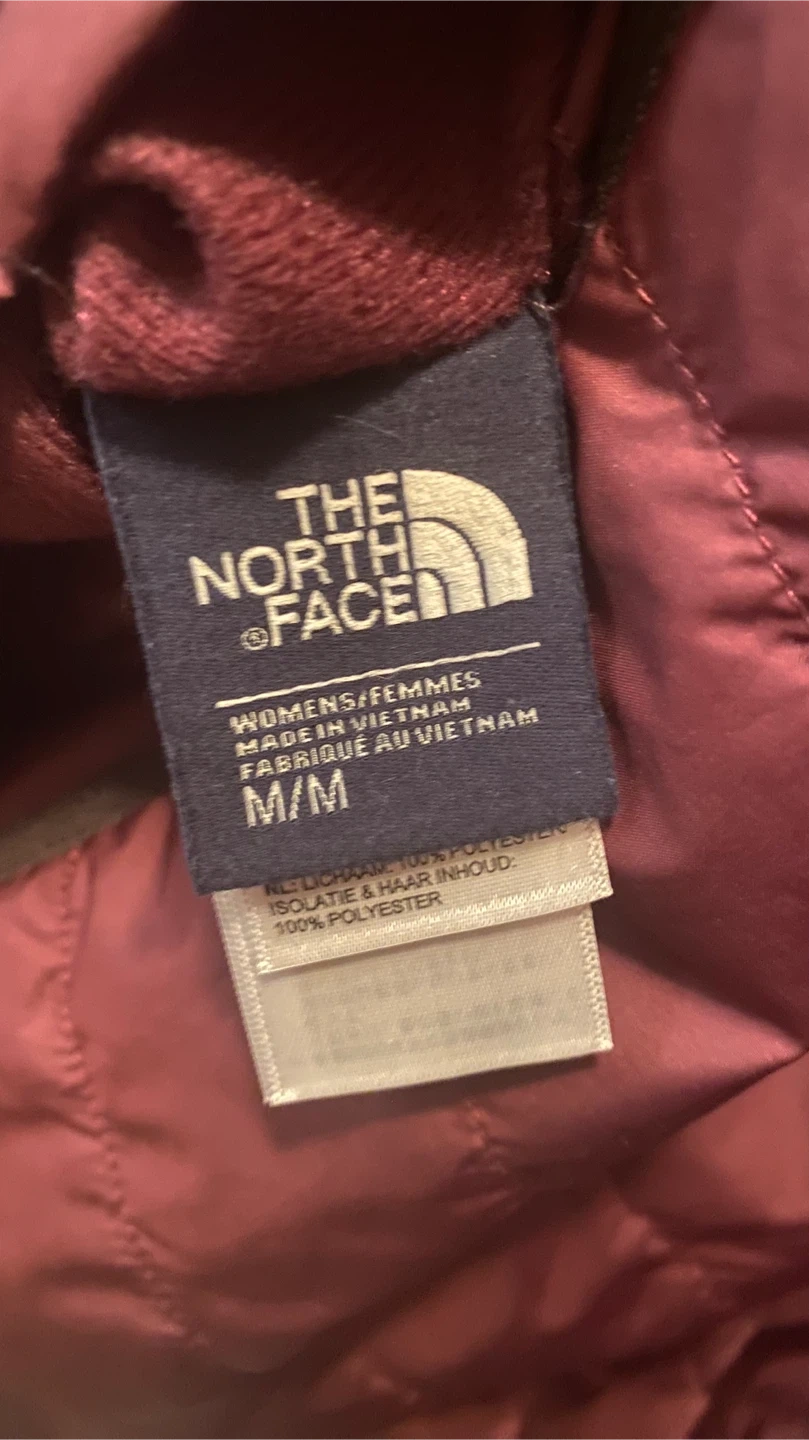 THE
NORTH
®FACE
WOMENS/FEMMES
MADE IN VIETNAM
FABRIQUÉ AU VIETNAM
M/M
NL: LICHAAM: 100% POLYESTER
ISOLATIE & HAAR INHOUD:
100% POLYESTER